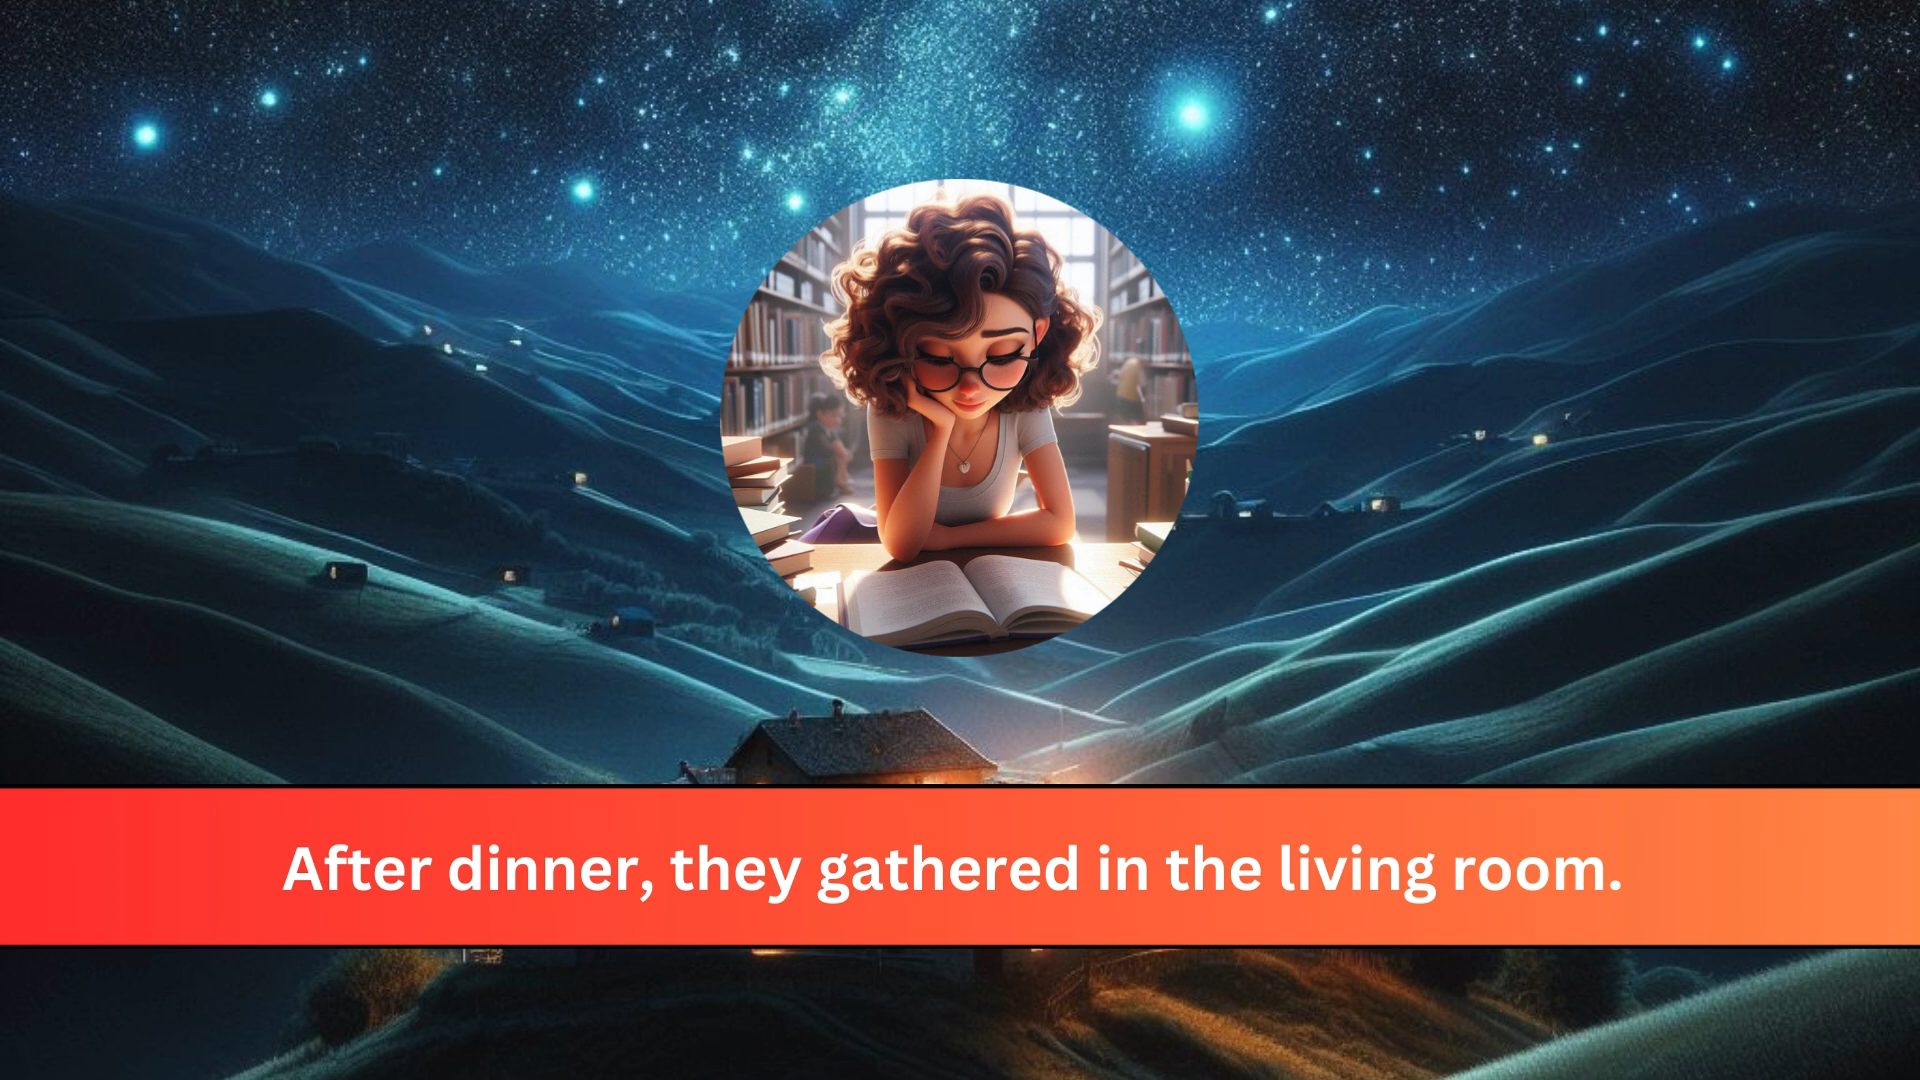 After dinner, they gathered in the living room.